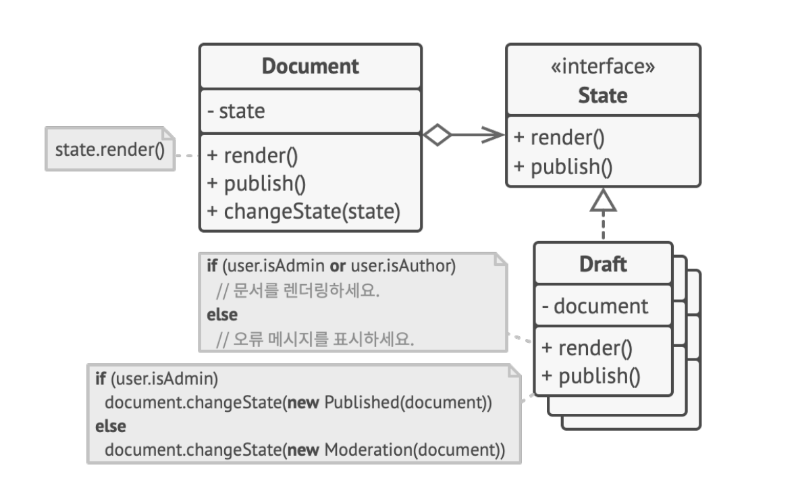 Document
- state
+ render()
+ publish()
+ changeState(state)
«interface»
State
+ render()
+ publish()
state.render()
Draft
- document
+ render()
+ publish()
if (user.isAdmin or user.isAuthor)
// 문서를 렌더링하세요.
else
// 오류 메시지를 표시하세요.
if (user.isAdmin)
document.changeState(new Published(document))
else
document.changeState(new Moderation(document))